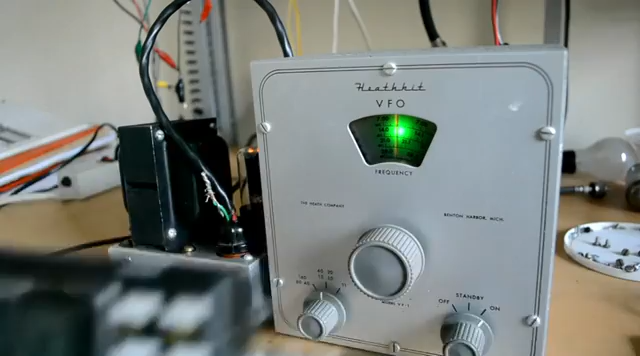 Heathkit
VFO
FREQUENCY
THE HEATH COMPANY
BENTON HARBOR, MICH.
STANDBY
OFF
ON